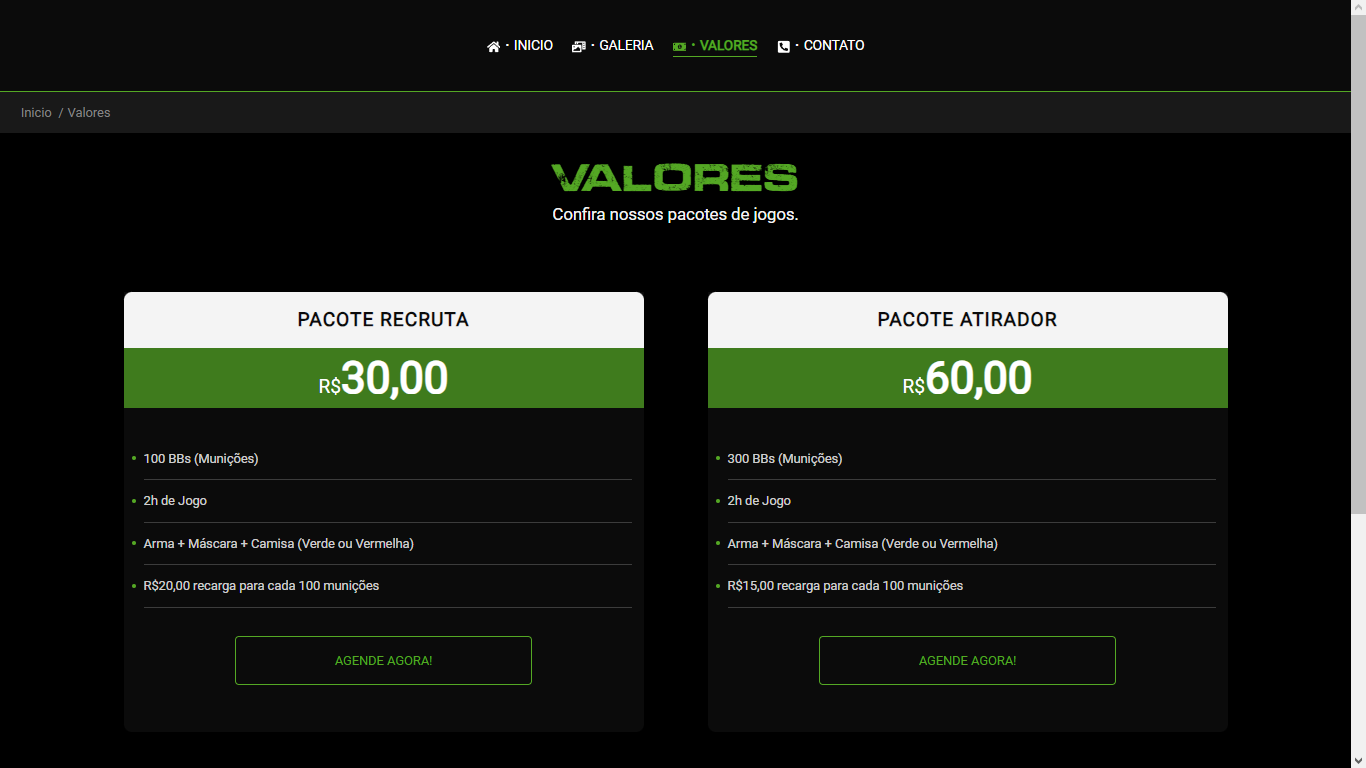 · INICIO · GALERIA · VALORES · CONTATO
Inicio / Valores
VALORES
Confira nossos pacotes de jogos.
PACOTE RECRUTA
R$30,00
• 100 BBs (Munições)
• 2h de Jogo
• Arma + Máscara + Camisa (Verde ou Vermelha)
• R$20,00 recarga para cada 100 munições
AGENDE AGORA!
PACOTE ATIRADOR
R$60,00
• 300 BBs (Munições)
• 2h de Jogo
• Arma + Máscara + Camisa (Verde ou Vermelha)
• R$15,00 recarga para cada 100 munições
AGENDE AGORA!